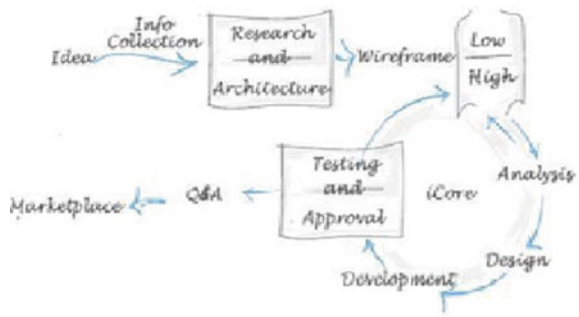 Idea
Info
Collection
Research
and
Architecture
Wireframe
Low
High
Analysis
Design
Development
Testing
and
Approval
iCore
Q&A
Marketplace